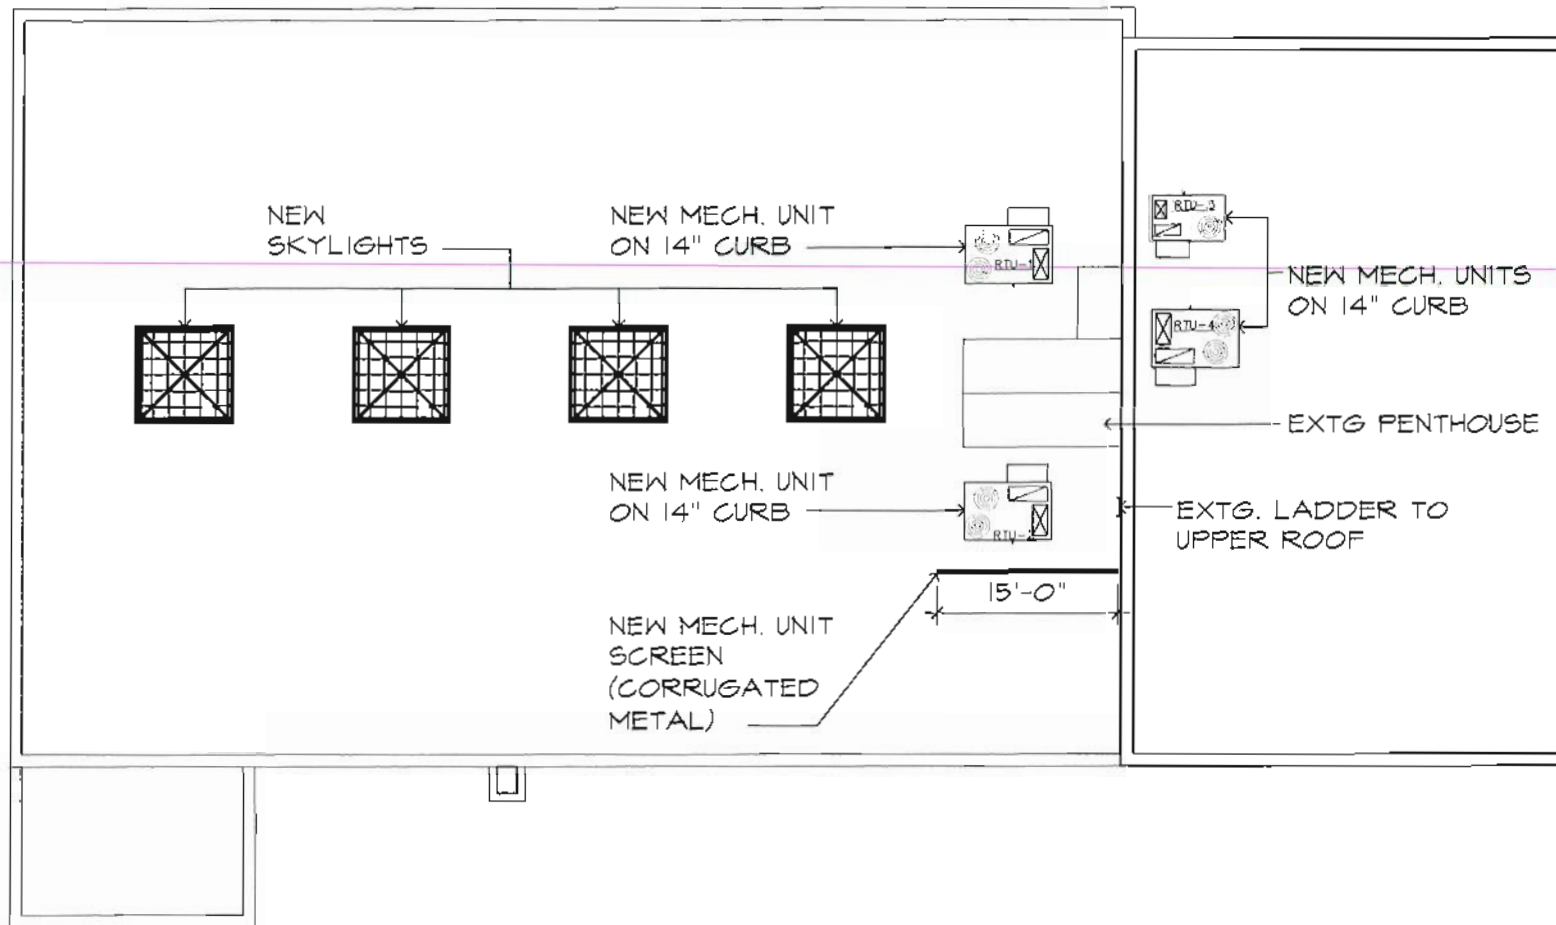 NEW
SKYLIGHTS
NEW MECH. UNIT
ON 14" CURB
RTU-1
RTU-3
NEW MECH. UNITS
ON 14" CURB
RTU-4
EXTG PENTHOUSE
NEW MECH. UNIT
ON 14" CURB
EXTG. LADDER TO
UPPER ROOF
15'-0"
NEW MECH. UNIT
SCREEN
(CORRUGATED
METAL)